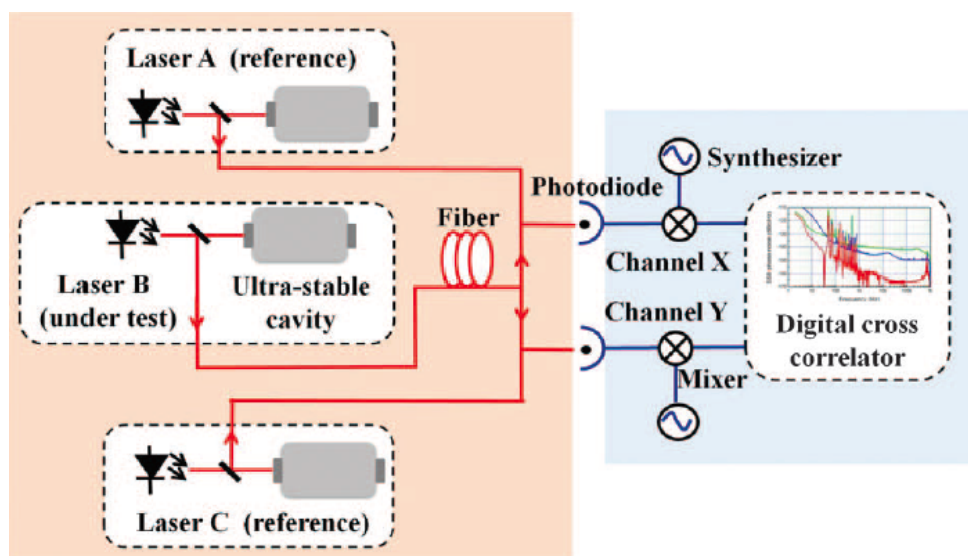 Laser A (reference)
Synthesizer
Photodiode
Fiber
Channel X
Laser B
(under test)
Ultra-stable
cavity
Channel Y
Digital cross
correlator
Mixer
Laser C (reference)